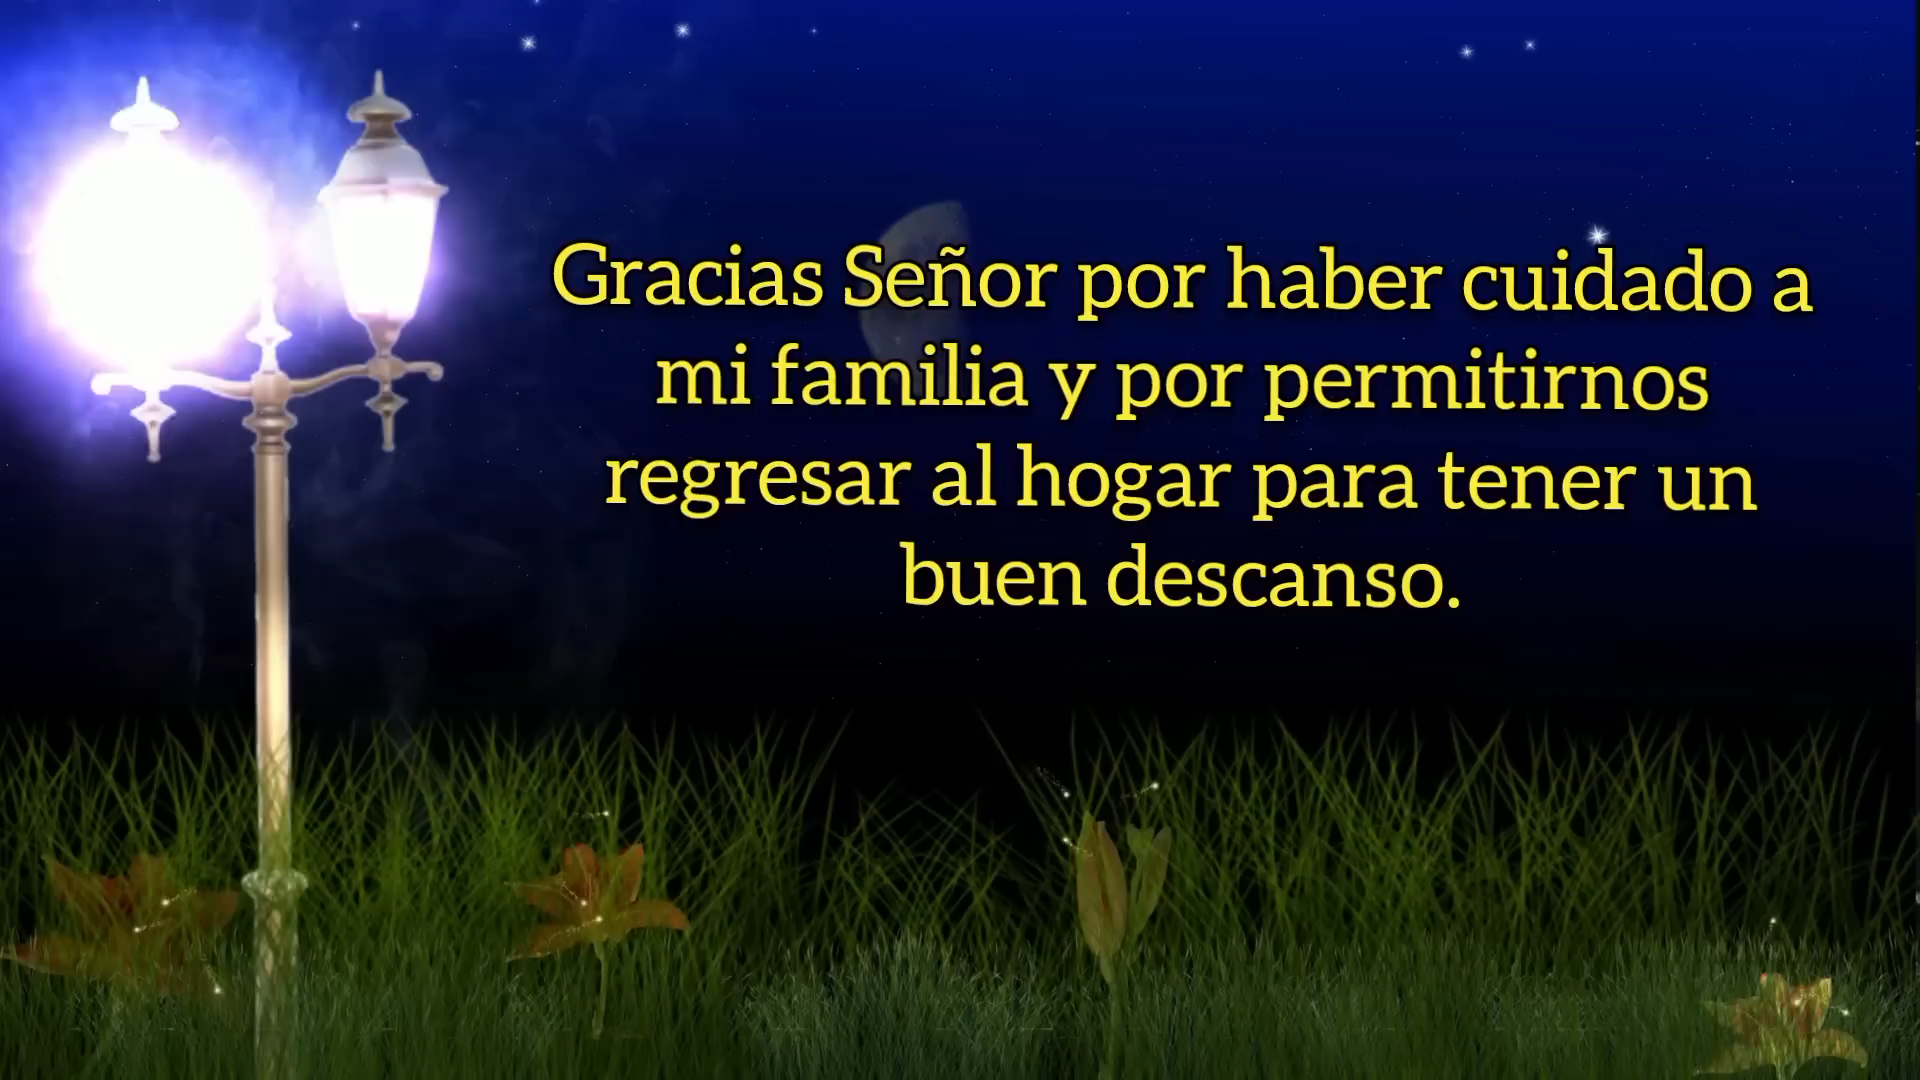 Gracias Señor por haber cuidado a
mi familia y por permitirnos
regresar al hogar para tener un
buen descanso.